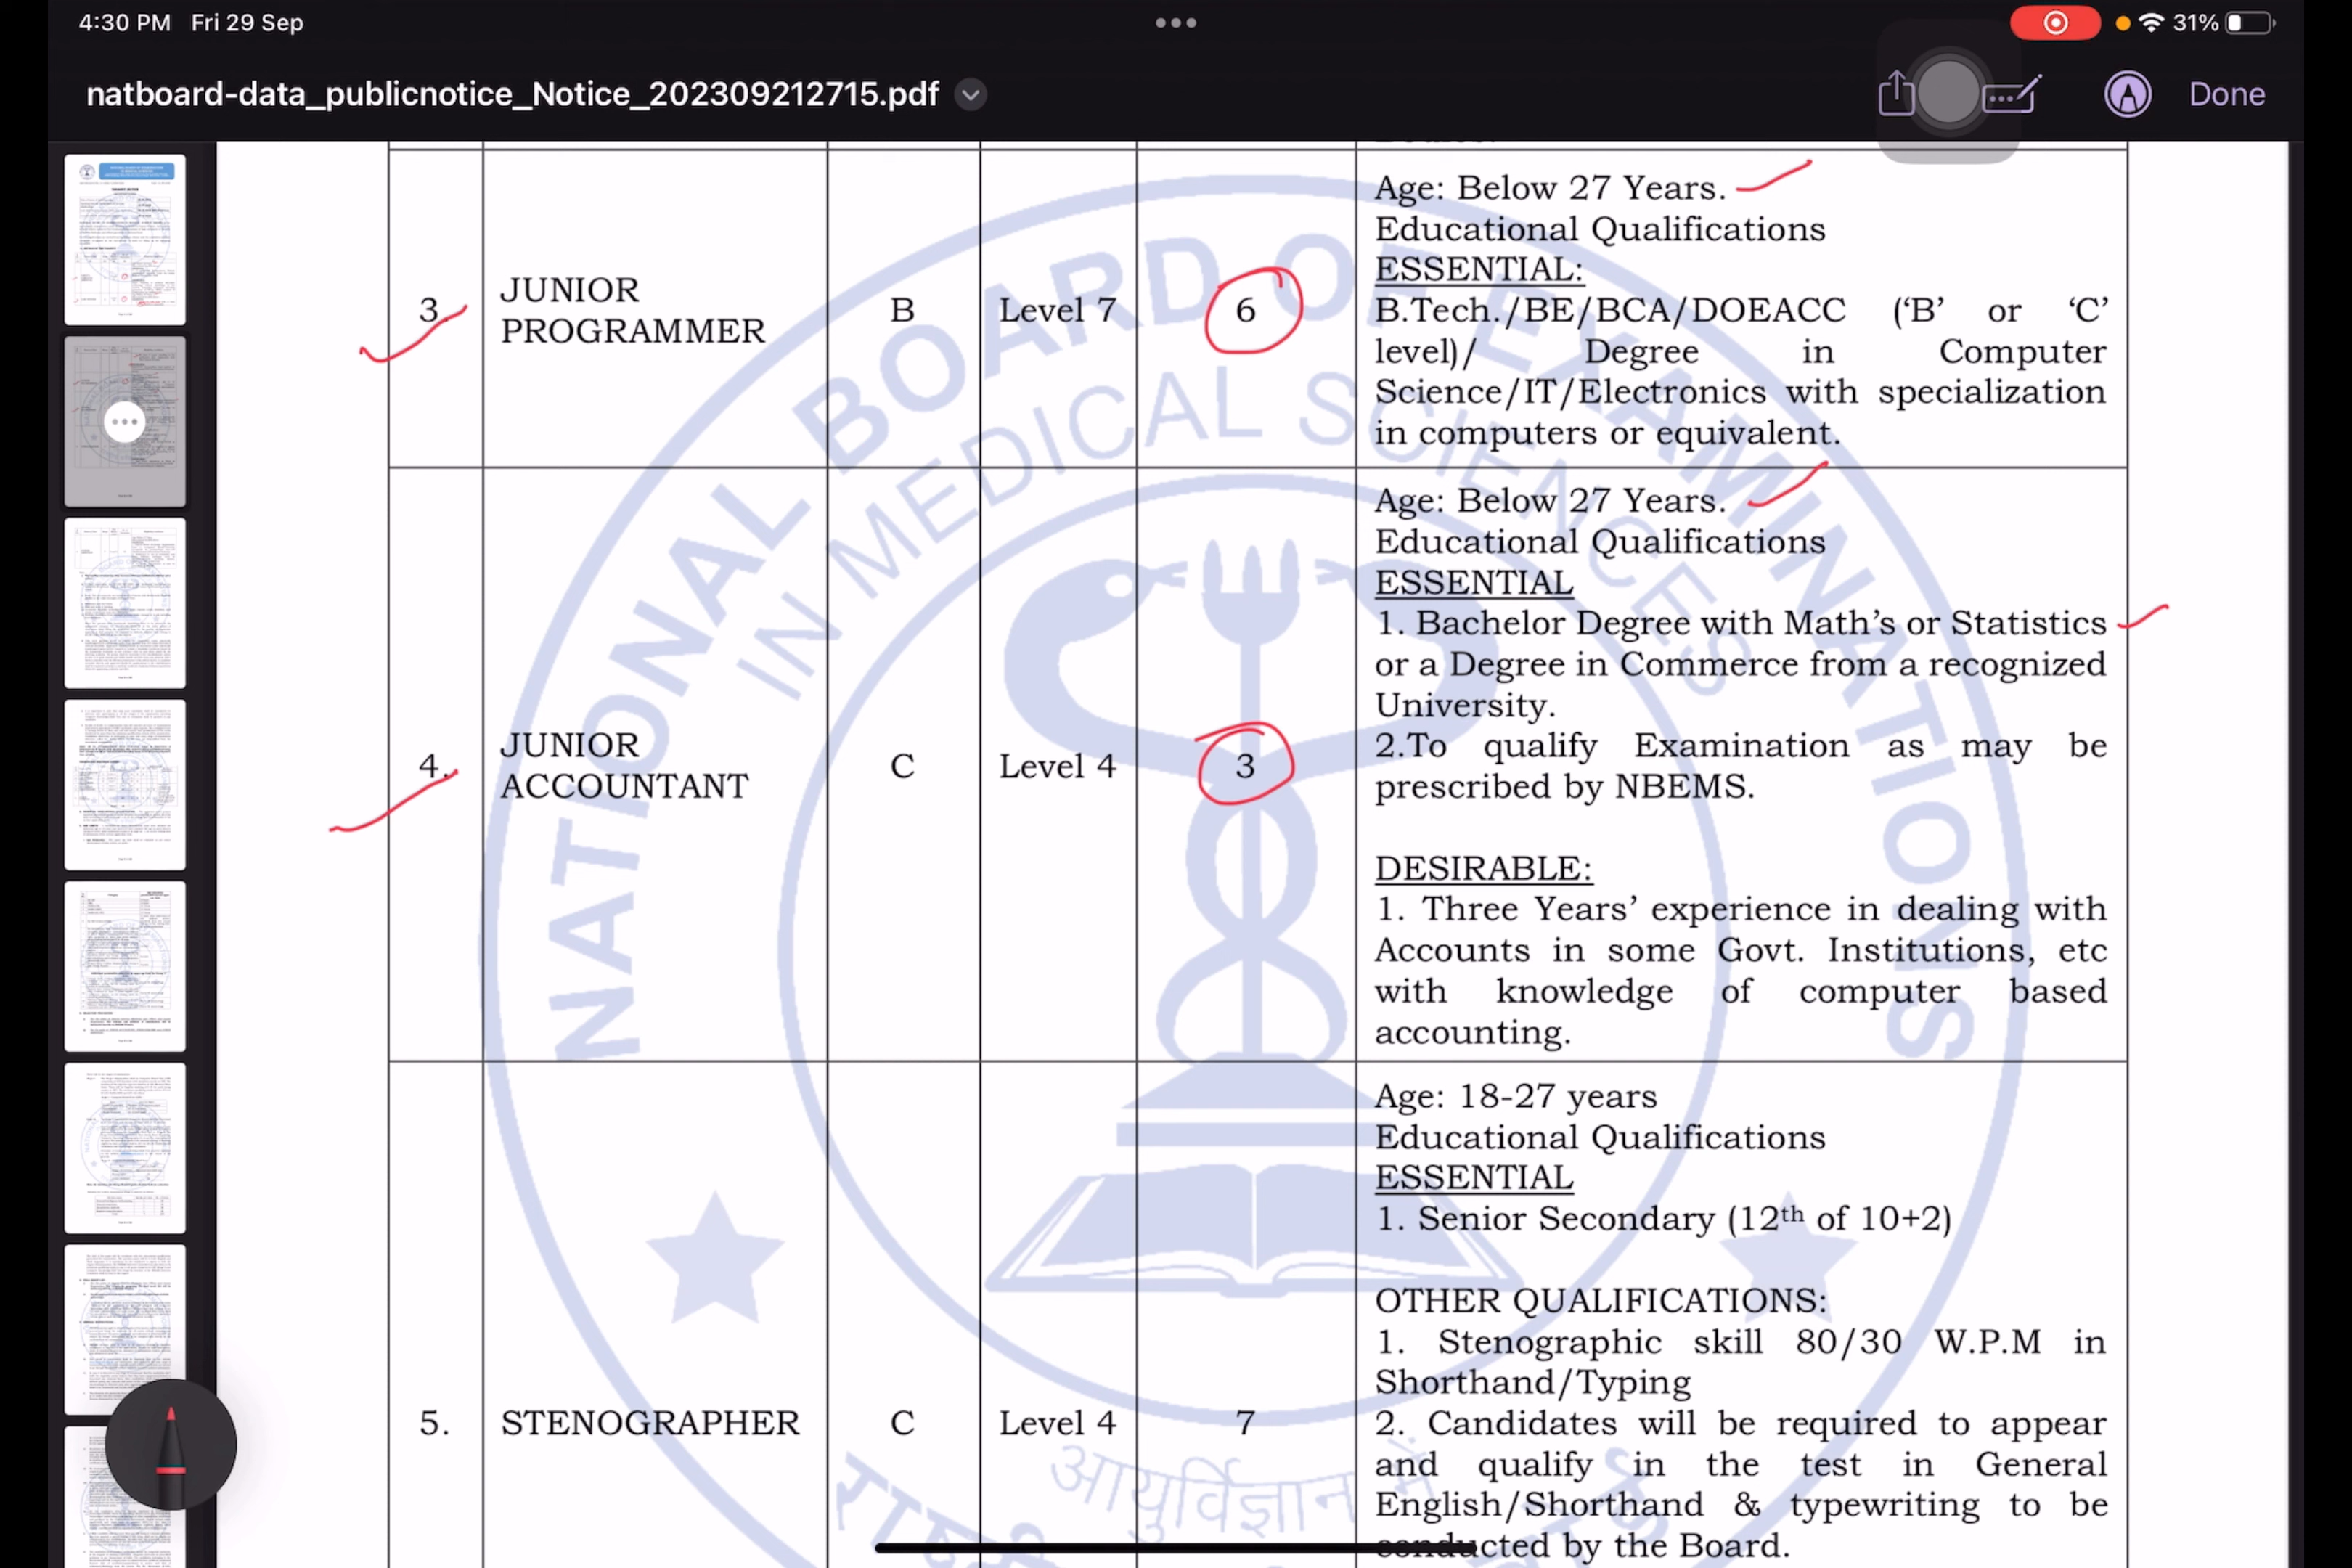 4:30 PM Fri 29 Sep
31%
natboard-data_publicnotice_Notice_202309212715.pdf
Done
Age: Below 27 Years.
Educational Qualifications
ESSENTIAL:
3. JUNIOR PROGRAMMER B Level 7 6
B.Tech./BE/BCA/DOEACC (‘B’ or ‘C’
level)/ Degree in Computer
Science/IT/Electronics with specialization
in computers or equivalent.
Age: Below 27 Years.
Educational Qualifications
ESSENTIAL
1. Bachelor Degree with Math’s or Statistics
or a Degree in Commerce from a recognized
University.
4. JUNIOR ACCOUNTANT C Level 4 3
2.To qualify Examination as may be
prescribed by NBEMS.
DESIRABLE:
1. Three Years’ experience in dealing with
Accounts in some Govt. Institutions, etc
with knowledge of computer based
accounting.
Age: 18-27 years
Educational Qualifications
ESSENTIAL
1. Senior Secondary (12th of 10+2)
OTHER QUALIFICATIONS:
1. Stenographic skill 80/30 W.P.M in
Shorthand/Typing
5. STENOGRAPHER C Level 4 7
2. Candidates will be required to appear
and qualify in the test in General
English/Shorthand & typewriting to be
conducted by the Board.
NATIONAL BOARD OF EXAMINATIONS
IN MEDICAL SCIENCES
आयुर्विज्ञान में